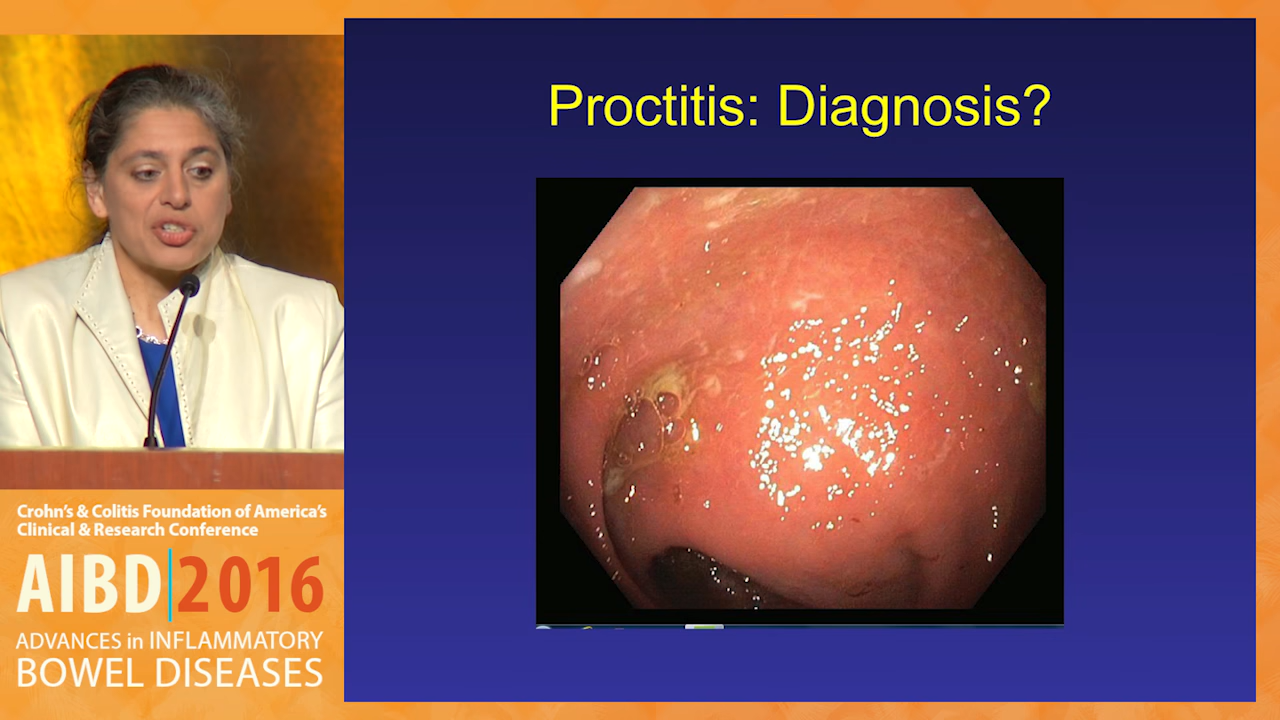 Proctitis: Diagnosis?
Crohn's & Colitis Foundation of America's
Clinical & Research Conference
AIBD|2016
ADVANCES in INFLAMMATORY
BOWEL DISEASES